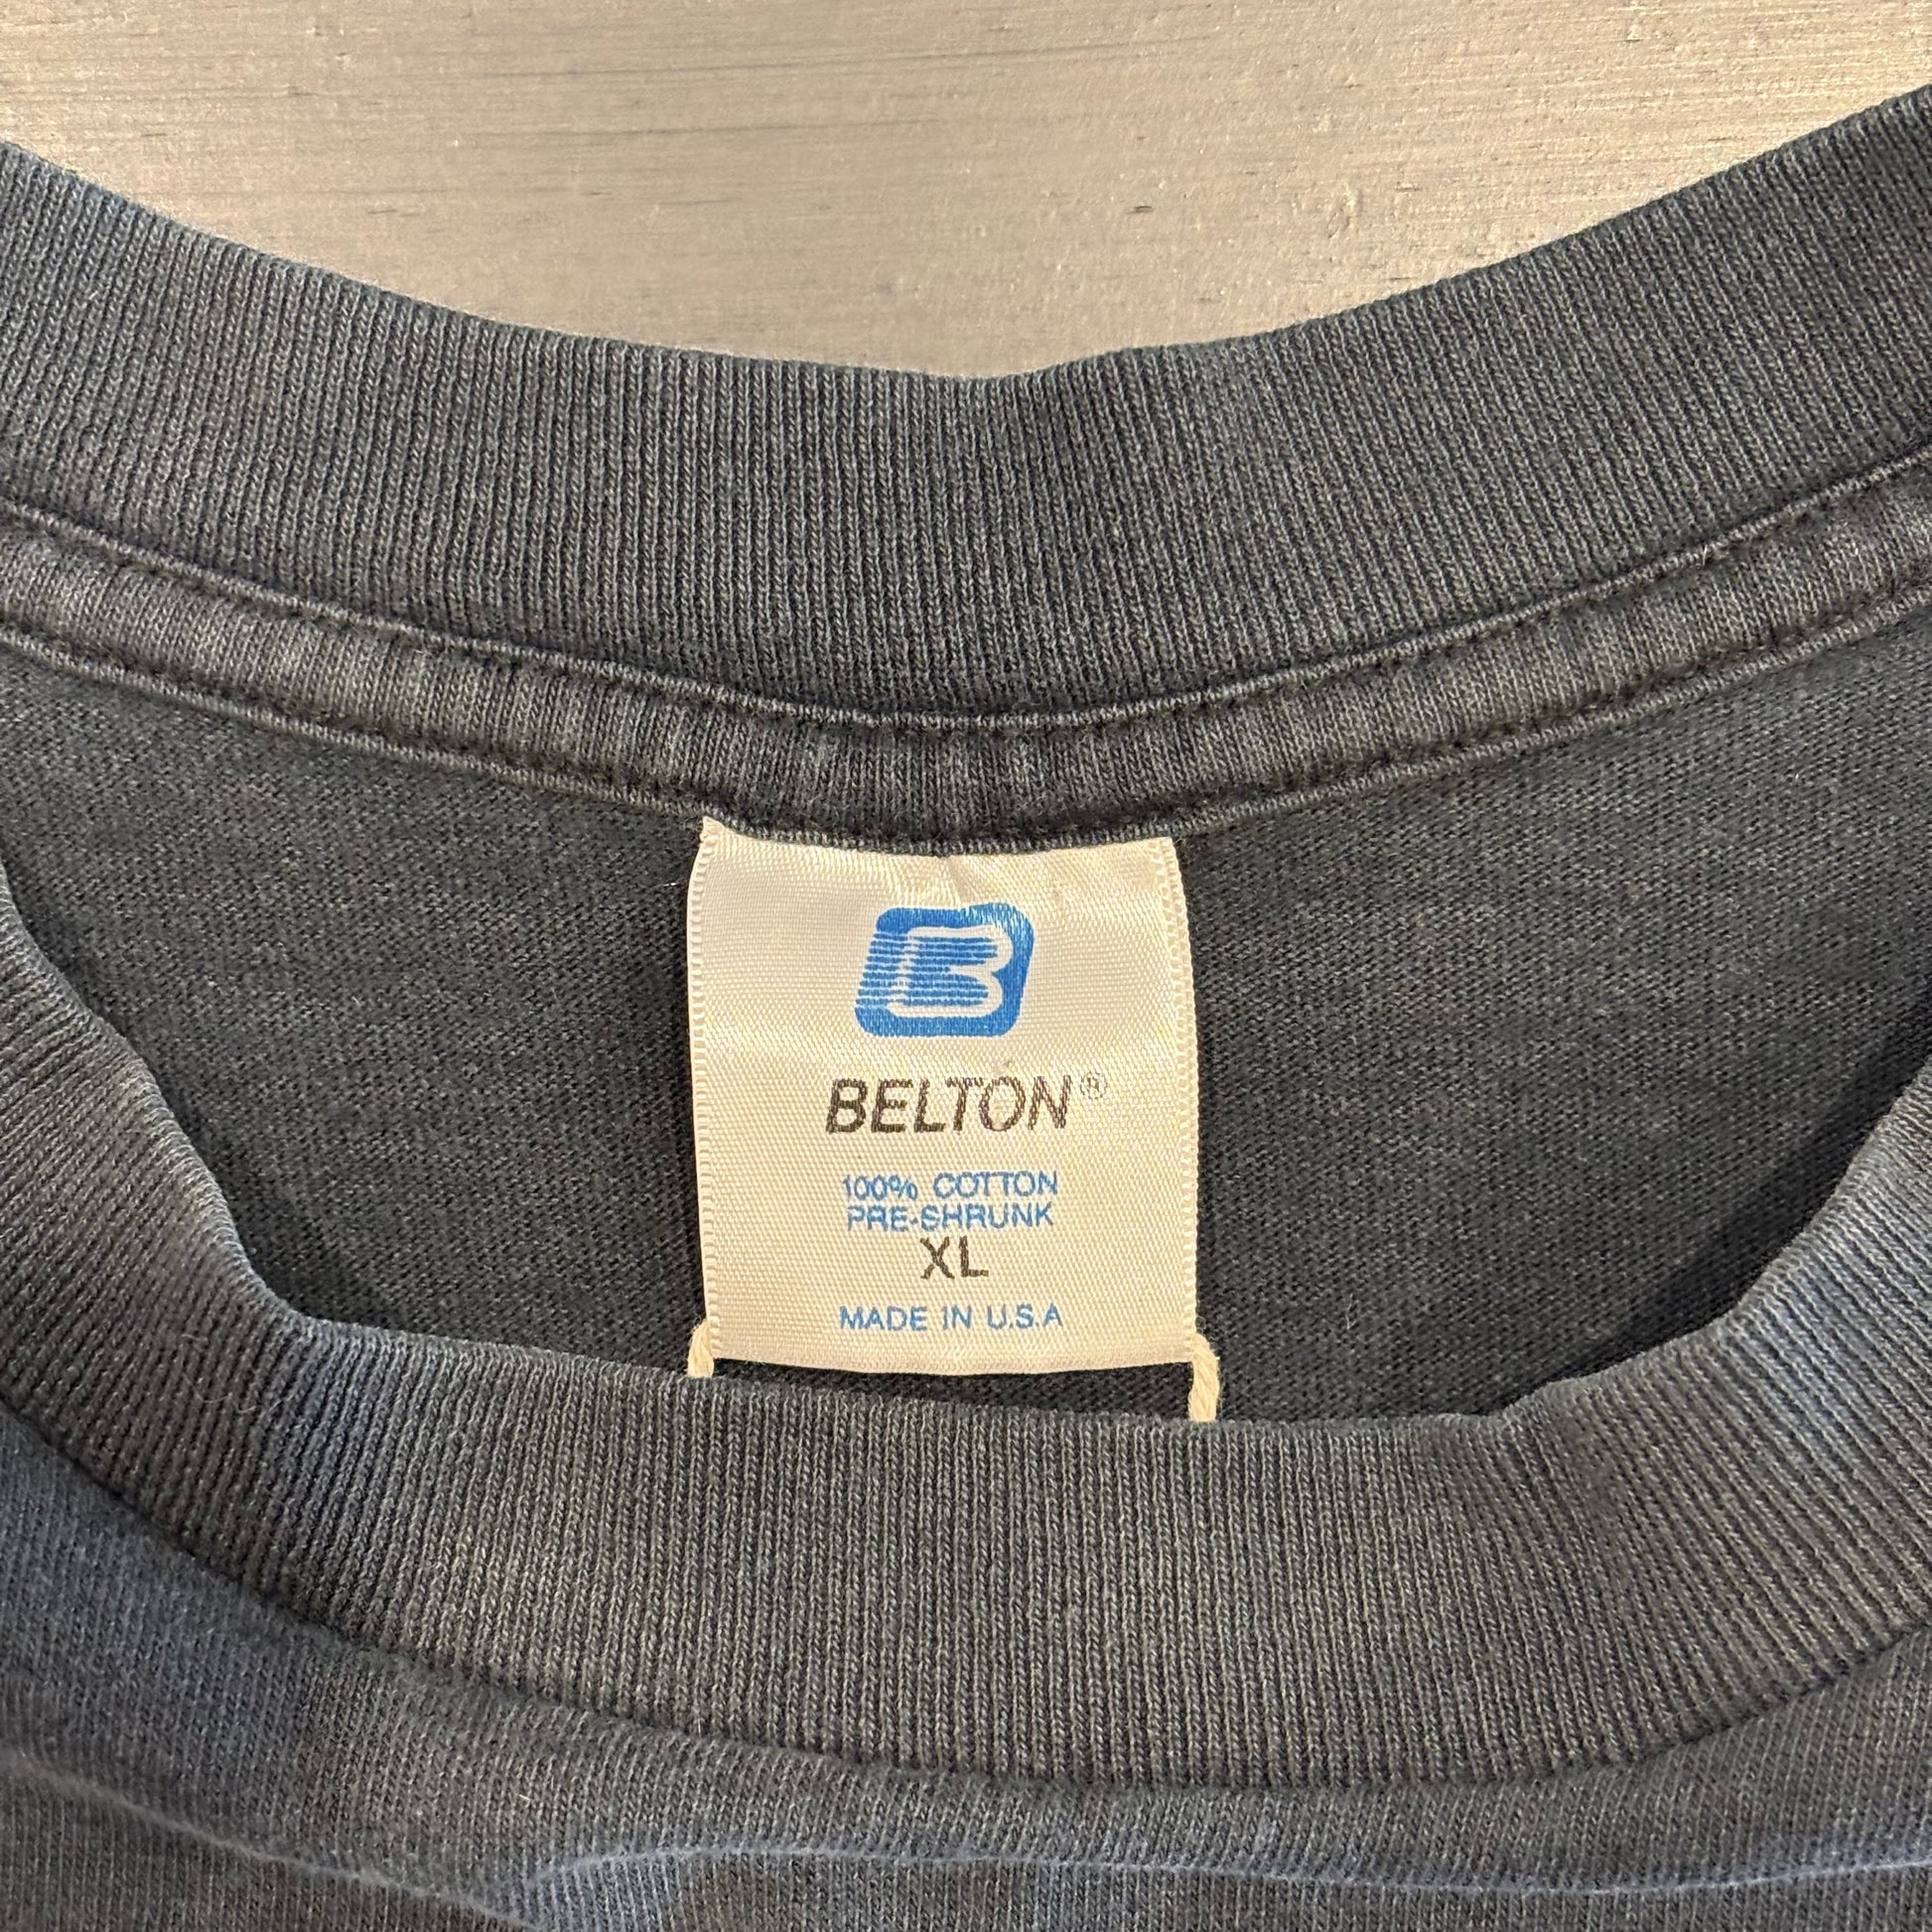 B
BELTON®
100% COTTON
PRE-SHRUNK
XL
MADE IN U.S.A